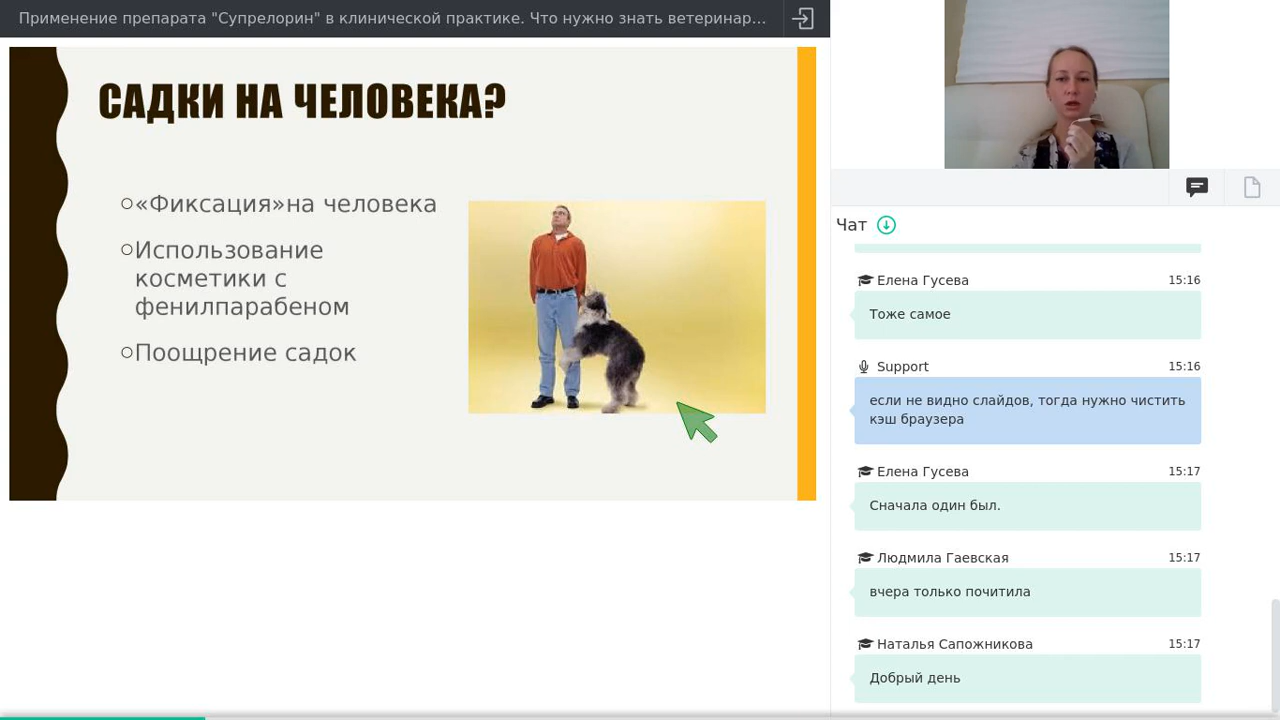 Применение препарата "Супрелорин" в клинической практике. Что нужно знать ветеринар...
САДКИ НА ЧЕЛОВЕКА?
«Фиксация»на человека
Использование
косметики с
фенилпарабеном
Поощрение садок
Чат
Елена Гусева 15:16
Тоже самое
Support 15:16
если не видно слайдов, тогда нужно чистить
кэш браузера
Елена Гусева 15:17
Сначала один был.
Людмила Гаевская 15:17
вчера только почитила
Наталья Сапожникова 15:17
Добрый день